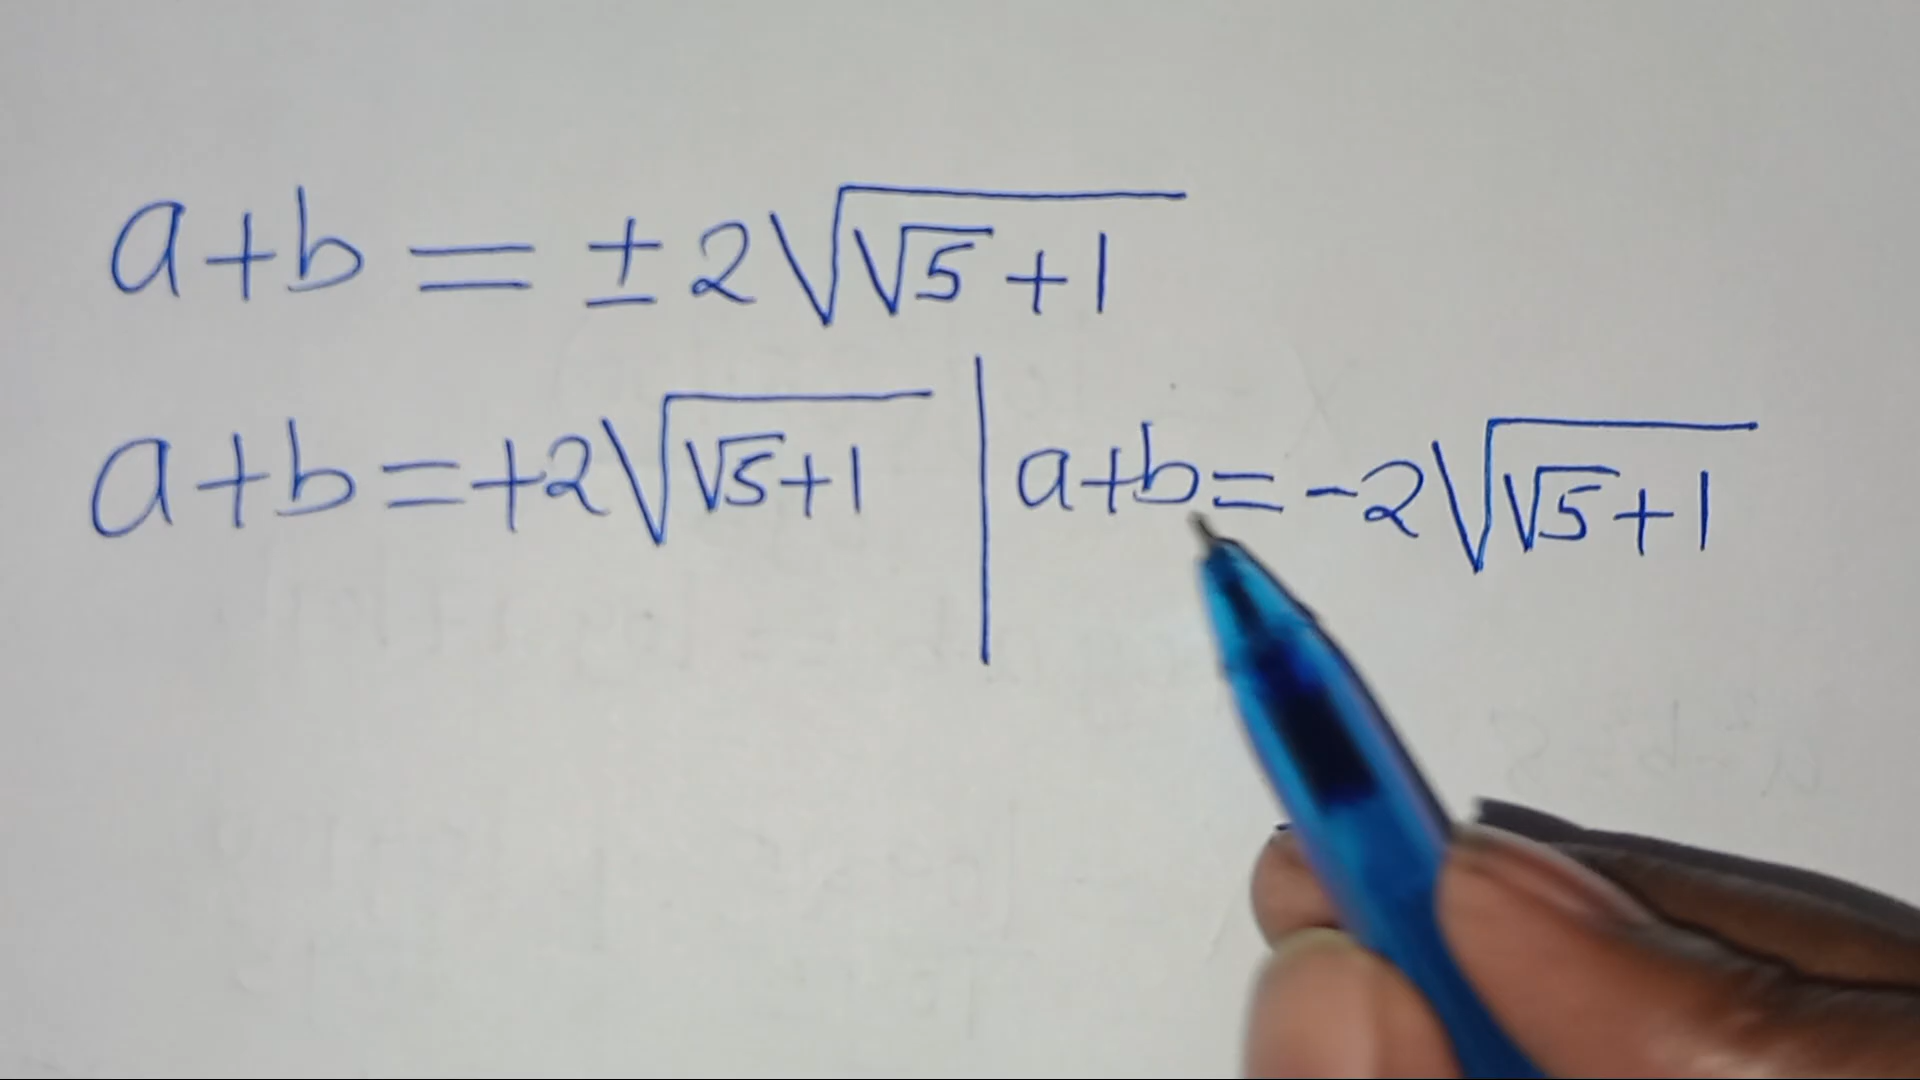 a+b = ±2√(√5+1)
a+b=+2√(√5+1) | a+b=-2√(√5+1)